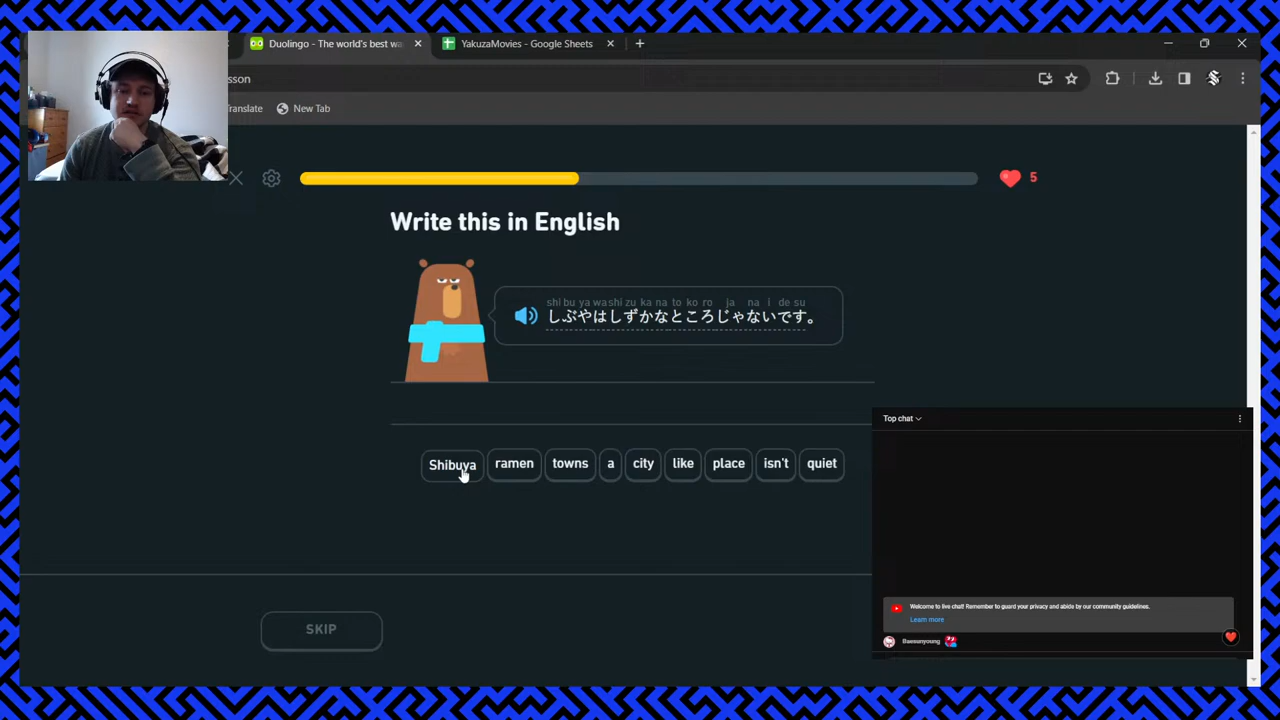 Duolingo - The world's best wa
YakuzaMovies - Google Sheets
sson
Translate
New Tab
5
Write this in English
shi bu ya wa shi zu ka na to ko ro ja na i de su
しぶやはしずかなところじゃないです。
Shibuya ramen towns a city like place isn't quiet
Top chat
Welcome to live chat! Remember to guard your privacy and abide by our community guidelines.
Learn more
Baesunyoung
SKIP